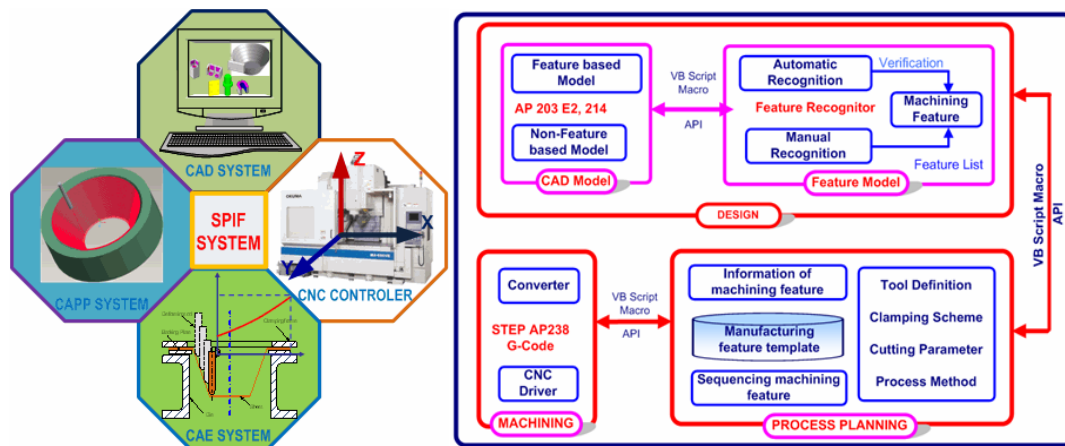 CAD SYSTEM
SPIF
SYSTEM
CAPP SYSTEM
Z
X
Y
CNC CONTROLER
CAE SYSTEM
Feature based
Model
AP 203 E2, 214
Non-Feature
based Model
CAD Model
VB Script
Macro
API
Automatic
Recognition
Verification
Feature Recognitor
Machining
Feature
Manual
Recognition
Feature List
Feature Model
DESIGN
VB Script Macro
API
Converter
STEP AP238
G-Code
CNC
Driver
MACHINING
VB Script
Macro
API
Information of
machining feature
Manufacturing
feature template
Sequencing machining
feature
Tool Definition
Clamping Scheme
Cutting Parameter
Process Method
PROCESS PLANNING